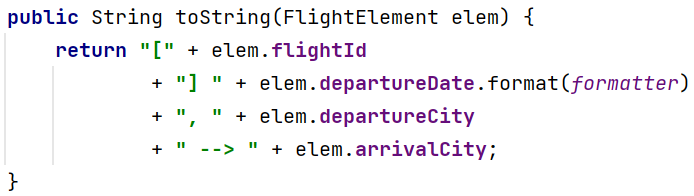 public String toString(FlightElement elem) {
    return "[" + elem.flightId
            + "] " + elem.departureDate.format(formatter)
            + ", " + elem.departureCity
            + " --> " + elem.arrivalCity;
}